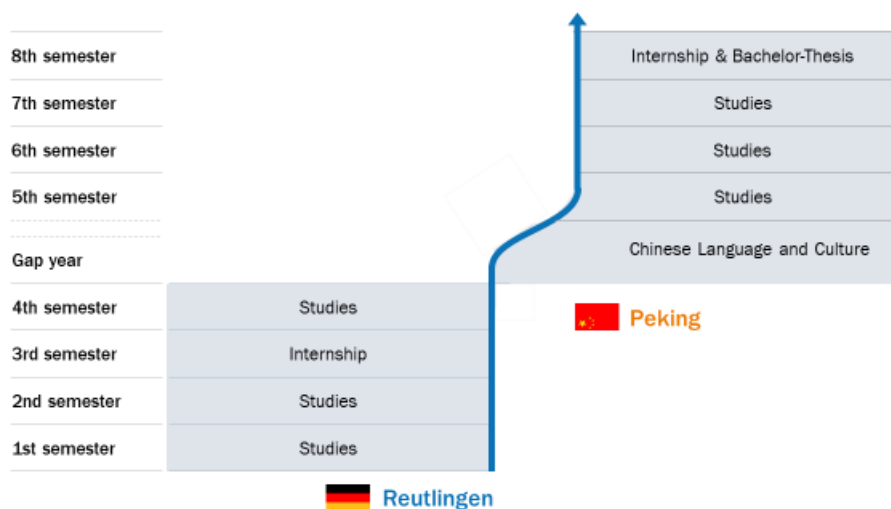 8th semester Internship & Bachelor-Thesis
7th semester Studies
6th semester Studies
5th semester Studies
Gap year Chinese Language and Culture
4th semester Studies
Peking
3rd semester Internship
2nd semester Studies
1st semester Studies
Reutlingen